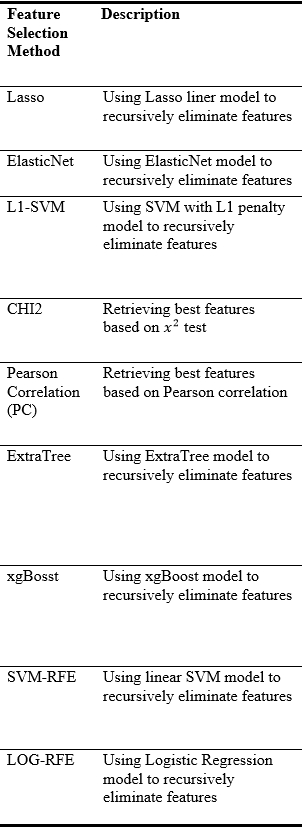 Feature Description
Selection
Method
Lasso Using Lasso liner model to
recursively eliminate features
ElasticNet Using ElasticNet model to
recursively eliminate features
L1-SVM Using SVM with L1 penalty
model to recursively
eliminate features
CHI2 Retrieving best features
based on x² test
Pearson Retrieving best features
Correlation based on Pearson correlation
(PC)
ExtraTree Using ExtraTree model to
recursively eliminate features
xgBosst Using xgBoost model to
recursively eliminate features
SVM-RFE Using linear SVM model to
recursively eliminate features
LOG-RFE Using Logistic Regression
model to recursively
eliminate features